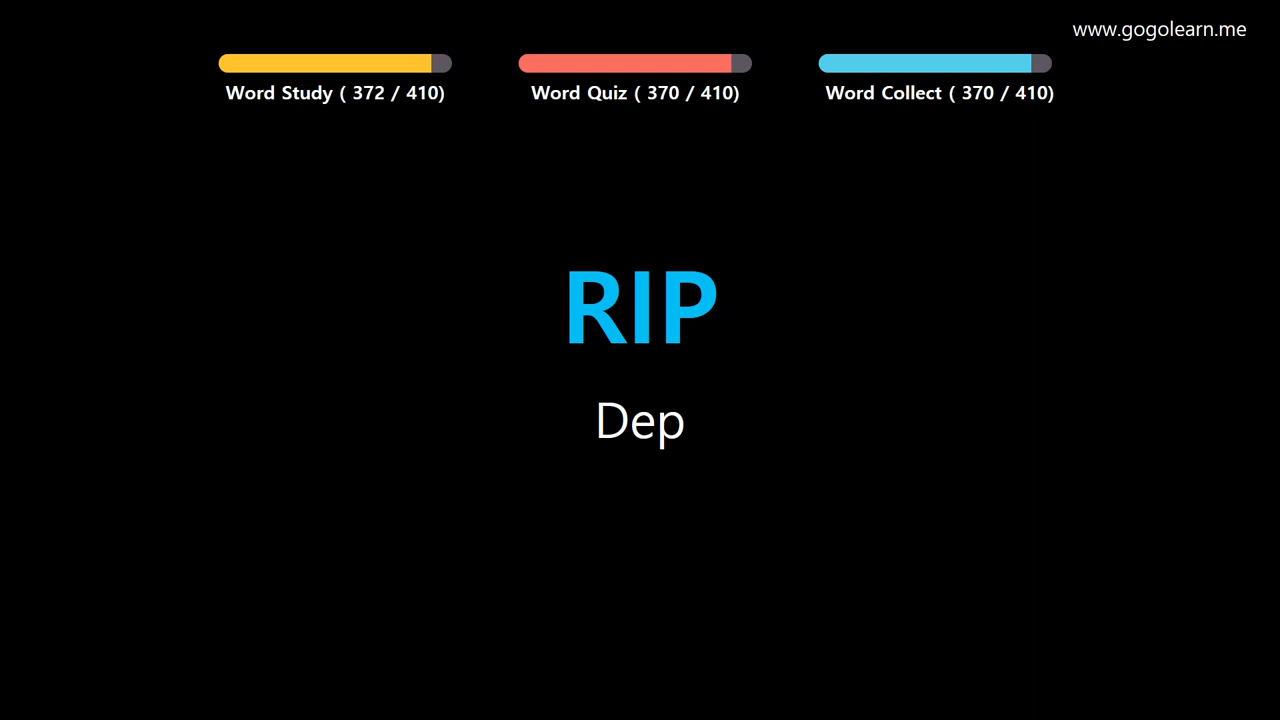 www.gogolearn.me
Word Study ( 372 / 410)
Word Quiz ( 370 / 410)
Word Collect ( 370 / 410)
RIP
Dep